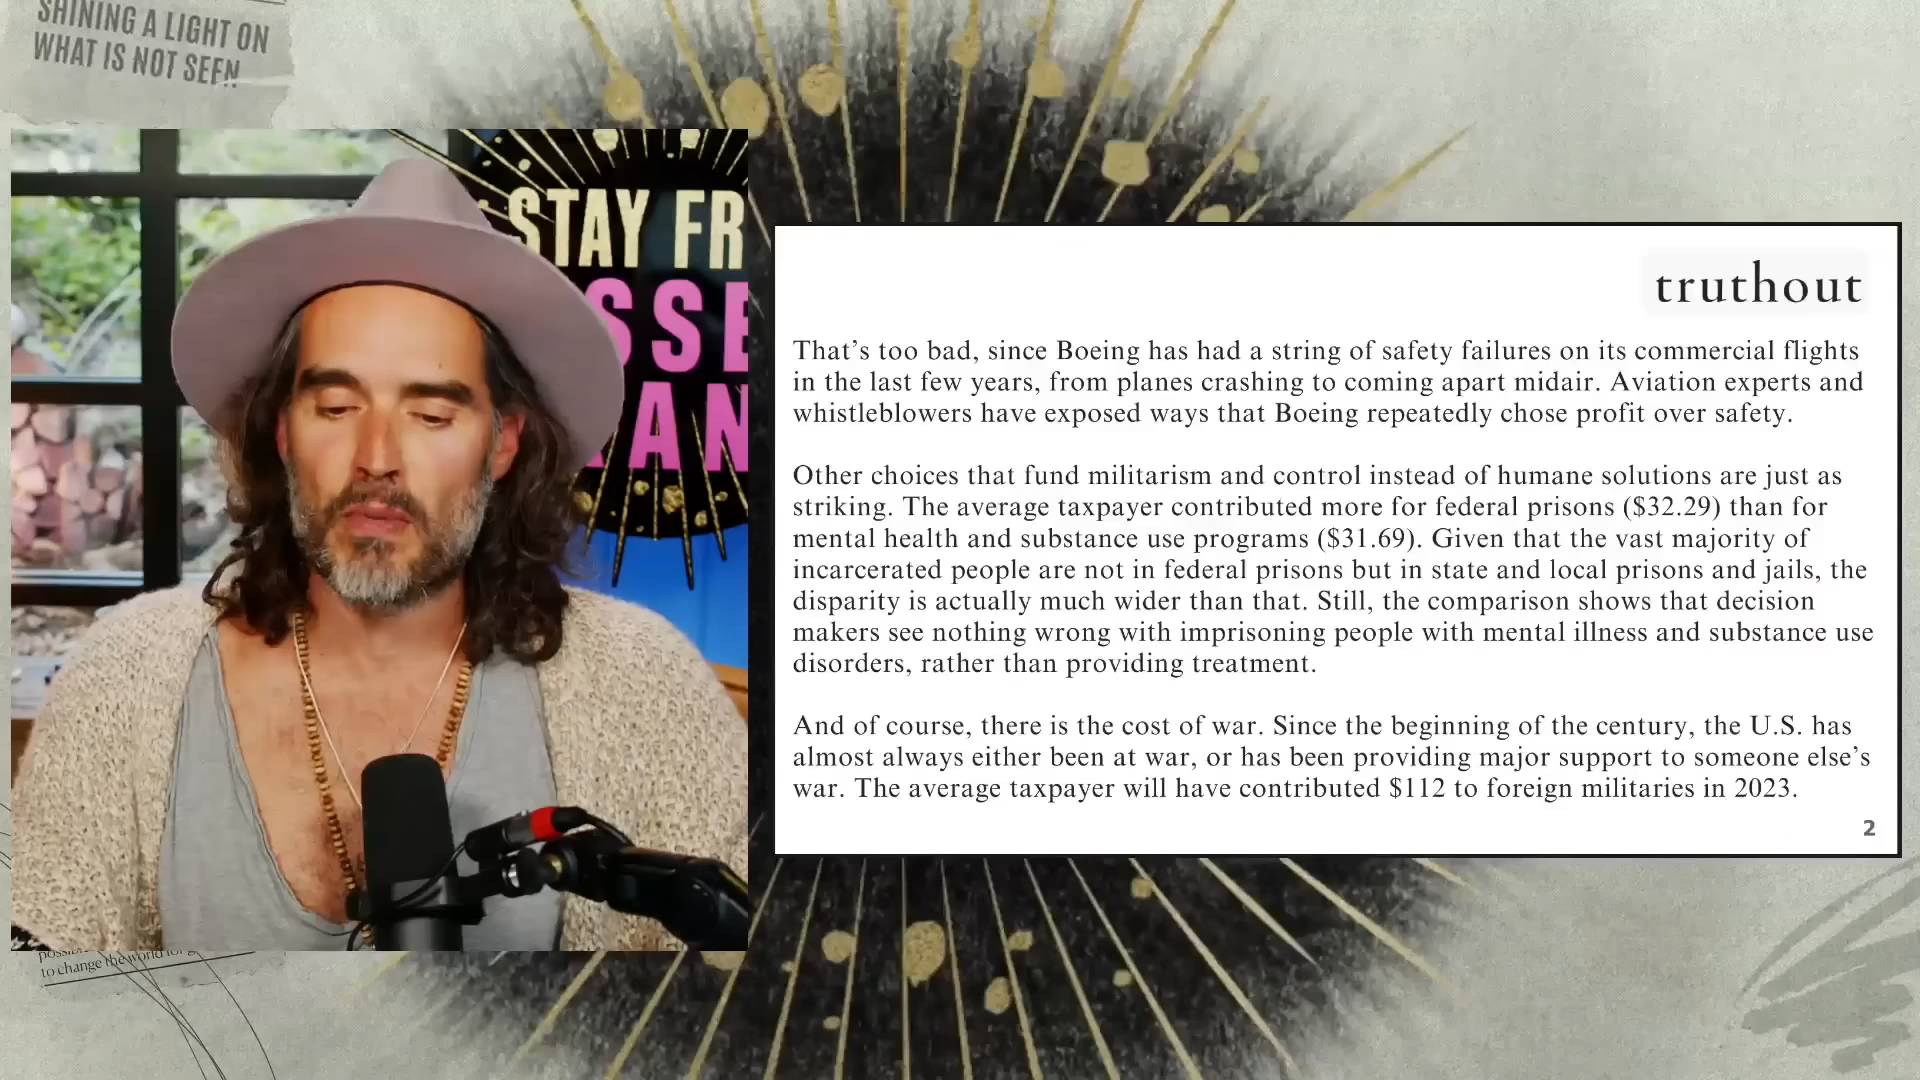 SHINING A LIGHT ON
WHAT IS NOT SEEN!
STAY FR
SSE
AN
truthout
That’s too bad, since Boeing has had a string of safety failures on its commercial flights
in the last few years, from planes crashing to coming apart midair. Aviation experts and
whistleblowers have exposed ways that Boeing repeatedly chose profit over safety.
Other choices that fund militarism and control instead of humane solutions are just as
striking. The average taxpayer contributed more for federal prisons ($32.29) than for
mental health and substance use programs ($31.69). Given that the vast majority of
incarcerated people are not in federal prisons but in state and local prisons and jails, the
disparity is actually much wider than that. Still, the comparison shows that decision
makers see nothing wrong with imprisoning people with mental illness and substance use
disorders, rather than providing treatment.
And of course, there is the cost of war. Since the beginning of the century, the U.S. has
almost always either been at war, or has been providing major support to someone else’s
war. The average taxpayer will have contributed $112 to foreign militaries in 2023.
2
to change the world